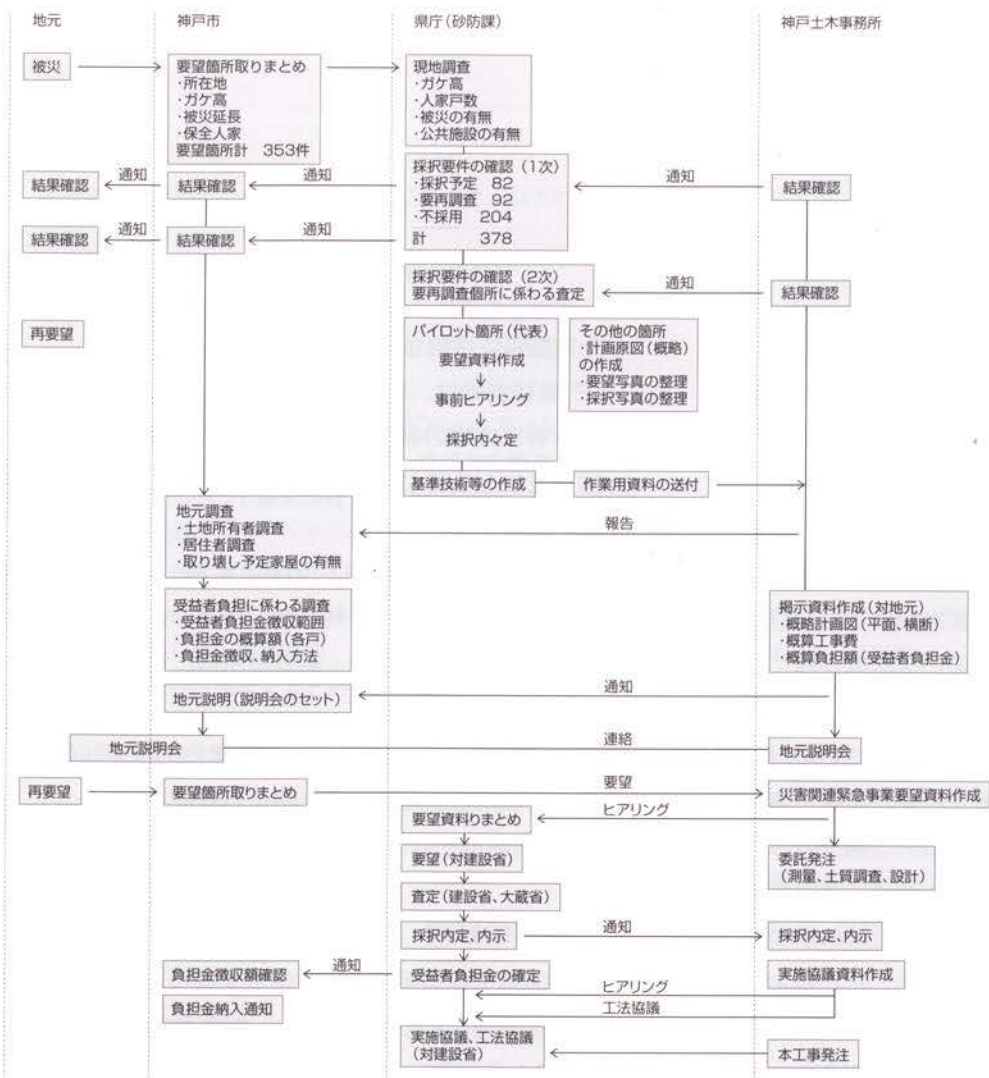 地元
神戸市
県庁(砂防課)
神戸土木事務所
被災
要望箇所取りまとめ
・所在地
・ガケ高
・被災延長
・保全人家
要望箇所計 353件
現地調査
・ガケ高
・人家戸数
・被災の有無
・公共施設の有無
採択要件の確認(1次)
・採択予定 82
・要再調査 92
・不採用 204
計 378
結果確認
通知
結果確認
通知
通知
結果確認
結果確認
通知
結果確認
通知
採択要件の確認(2次)
要再調査個所に係わる査定
通知
結果確認
再要望
パイロット箇所(代表)
要望資料作成
事前ヒアリング
採択内々定
その他の箇所
・計画原図(概略)
の作成
・要望写真の整理
・採択写真の整理
基準技術等の作成
作業用資料の送付
地元調査
・土地所有者調査
・居住者調査
・取り壊し予定家屋の有無
報告
受益者負担に係わる調査
・受益者負担金徴収範囲
・負担金の概算額(各戸)
・負担金徴収、納入方法
掲示資料作成(対地元)
・概略計画図(平面、横断)
・概算工事費
・概算負担額(受益者負担金)
地元説明(説明会のセット)
通知
地元説明会
連絡
地元説明会
再要望
要望箇所取りまとめ
要望
災害関連緊急事業要望資料作成
要望資料りまとめ
ヒアリング
要望(対建設省)
委託発注
(測量、土質調査、設計)
査定(建設省、大蔵省)
採択内定、内示
通知
採択内定、内示
負担金徴収額確認
通知
受益者負担金の確定
実施協議資料作成
ヒアリング
負担金納入通知
工法協議
実施協議、工法協議
(対建設省)
本工事発注